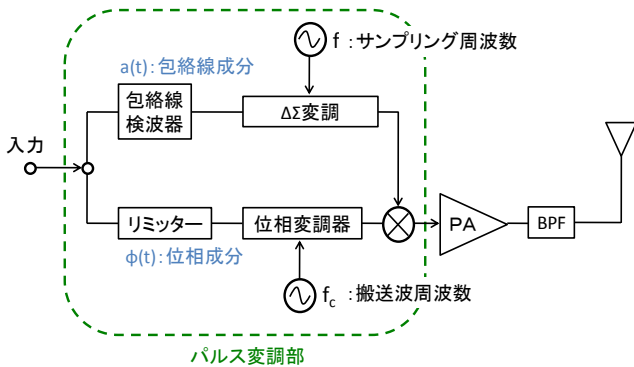 f：サンプリング周波数
a(t)：包絡線成分
包絡線
検波器
ΔΣ変調
入力
リミッター
位相変調器
PA
BPF
ϕ(t)：位相成分
fc：搬送波周波数
パルス変調部